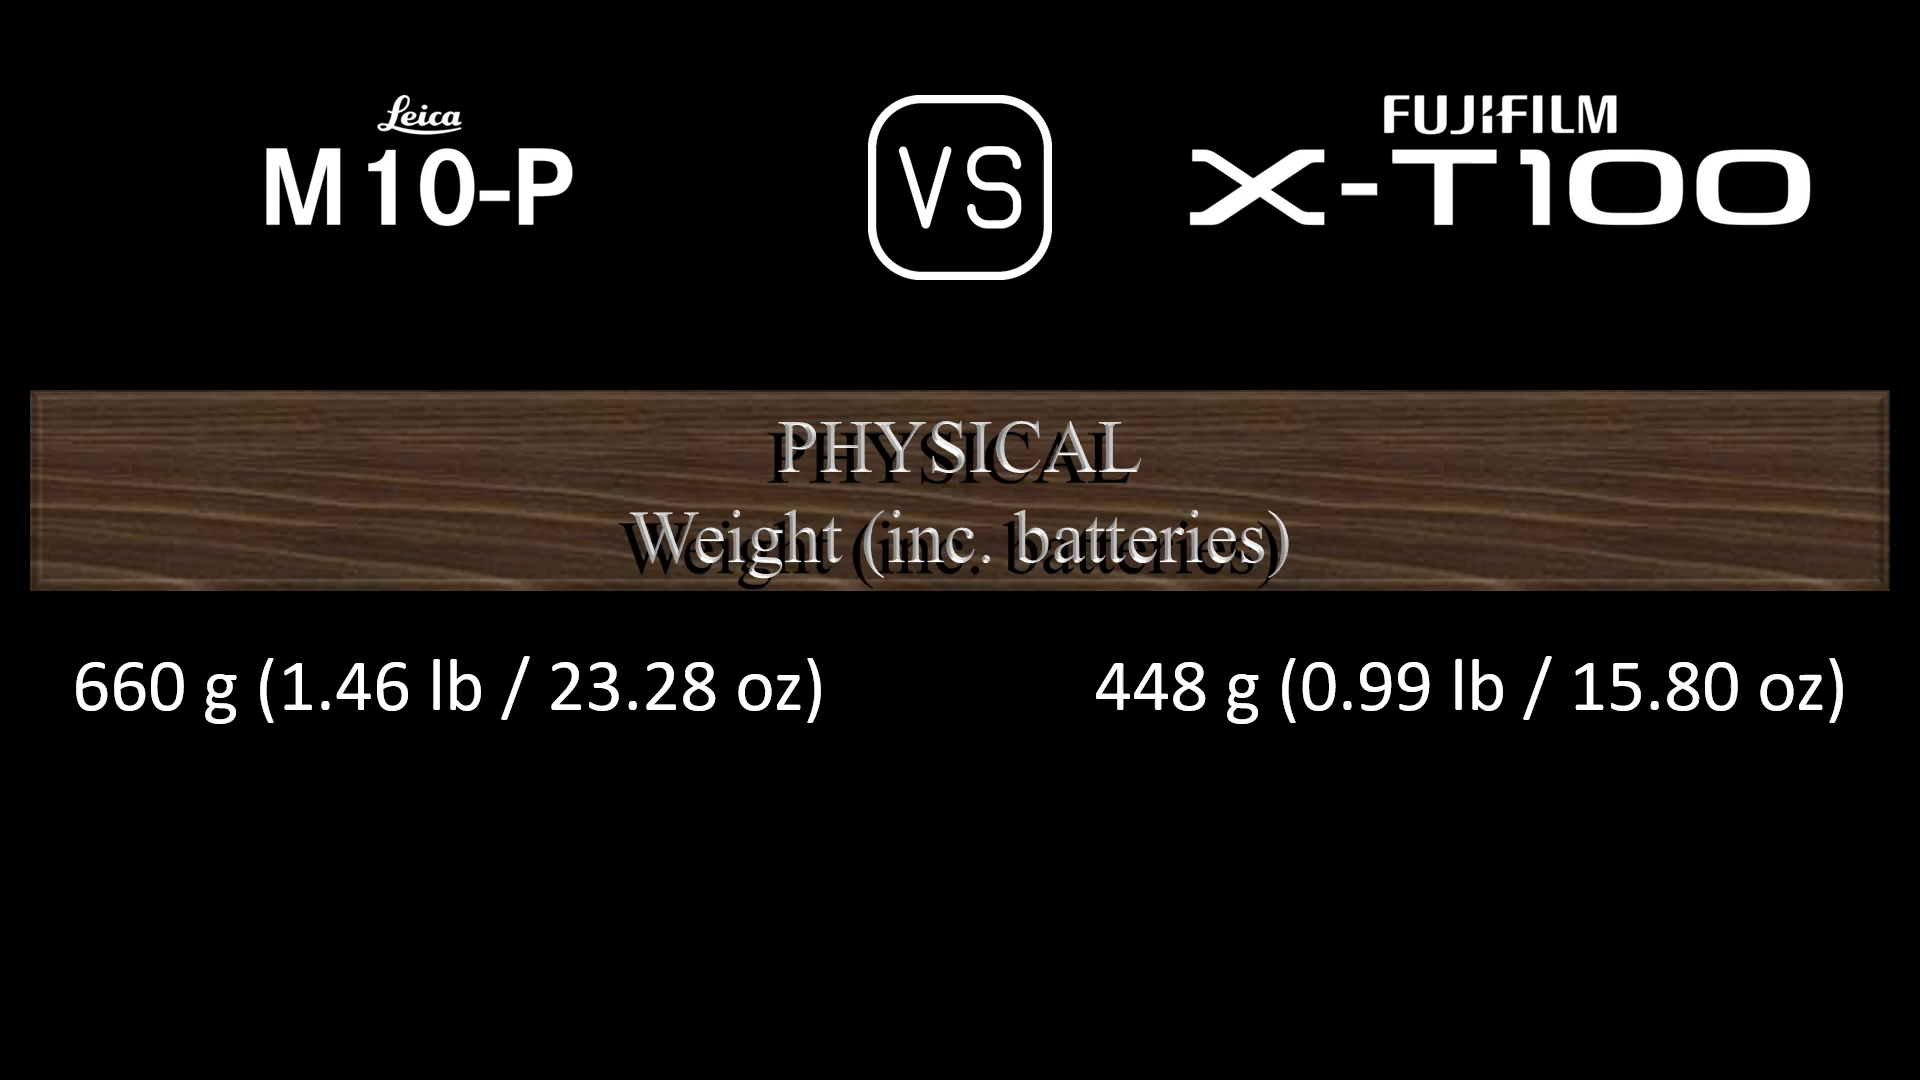 Leica
M10-P
VS
FUJIFILM
X-T100
PHYSICAL
Weight (inc. batteries)
660 g (1.46 lb / 23.28 oz)
448 g (0.99 lb / 15.80 oz)